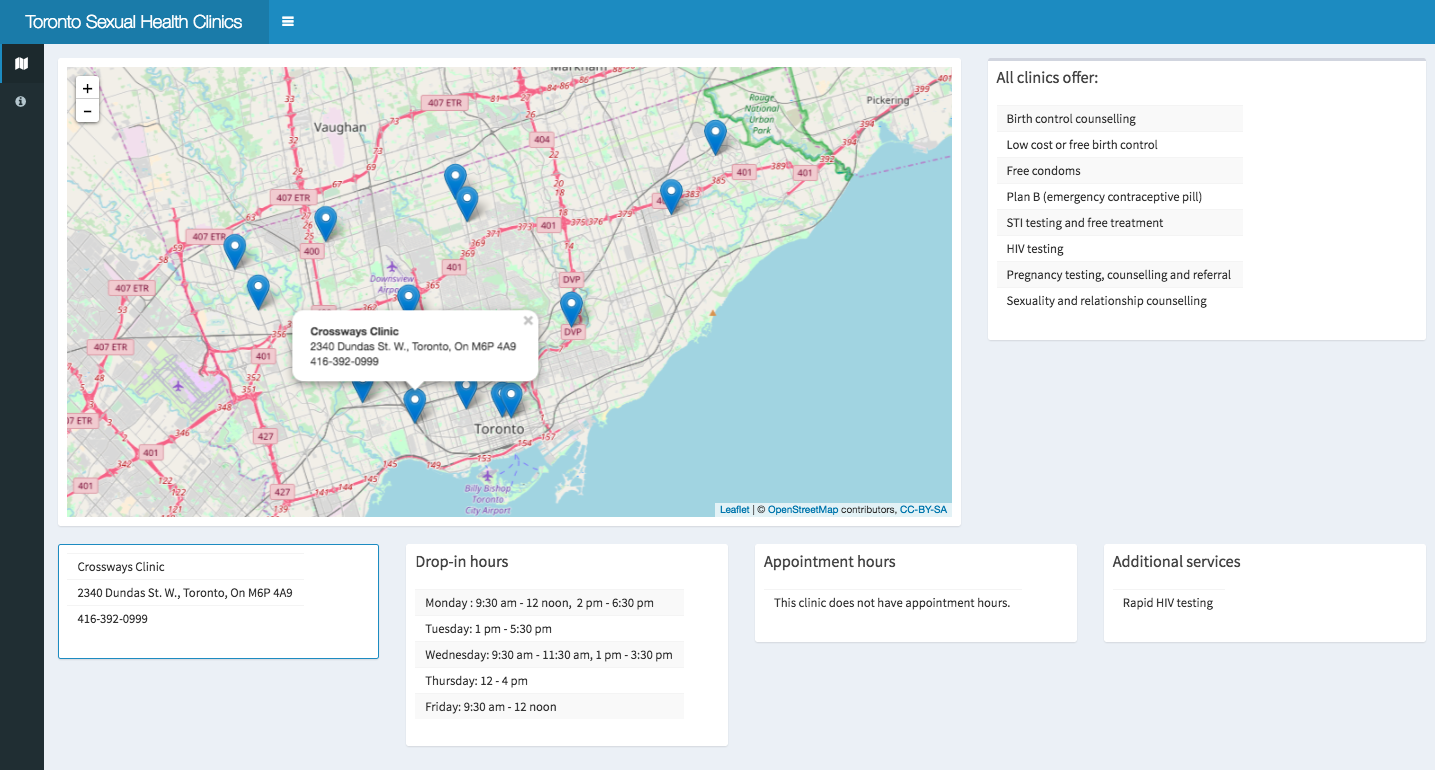 Toronto Sexual Health Clinics
+
−
Markham
Vaughan
Pickering
Rouge
National
Urban
Park
407 ETR
404
401
400
427
DVP
Downsview
Toronto
Billy Bishop
Toronto
City Airport
Crossways Clinic
2340 Dundas St. W., Toronto, On M6P 4A9
416-392-0999
Leaflet | © OpenStreetMap contributors, CC-BY-SA
All clinics offer:
Birth control counselling
Low cost or free birth control
Free condoms
Plan B (emergency contraceptive pill)
STI testing and free treatment
HIV testing
Pregnancy testing, counselling and referral
Sexuality and relationship counselling
Crossways Clinic
2340 Dundas St. W., Toronto, On M6P 4A9
416-392-0999
Drop-in hours
Monday : 9:30 am - 12 noon, 2 pm - 6:30 pm
Tuesday: 1 pm - 5:30 pm
Wednesday: 9:30 am - 11:30 am, 1 pm - 3:30 pm
Thursday: 12 - 4 pm
Friday: 9:30 am - 12 noon
Appointment hours
This clinic does not have appointment hours.
Additional services
Rapid HIV testing